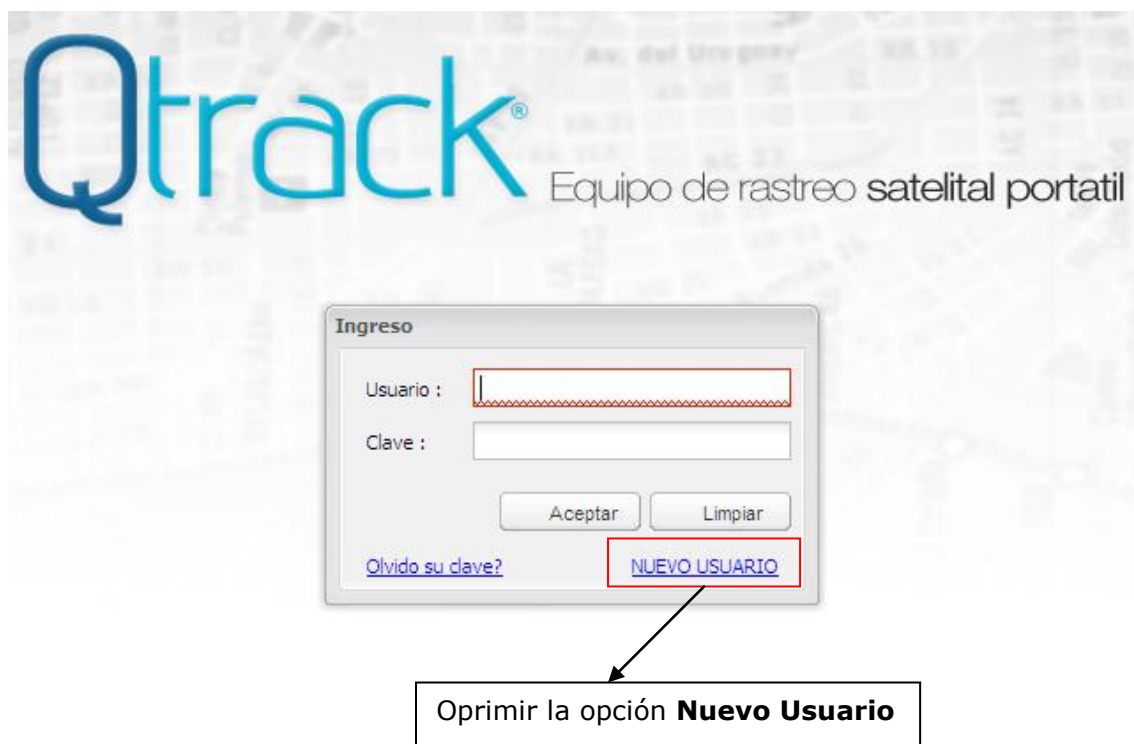 Qtrack®
Equipo de rastreo satelital portatil
Ingreso
Usuario :
Clave :
Aceptar Limpiar
Olvido su clave? NUEVO USUARIO
Oprimir la opción Nuevo Usuario